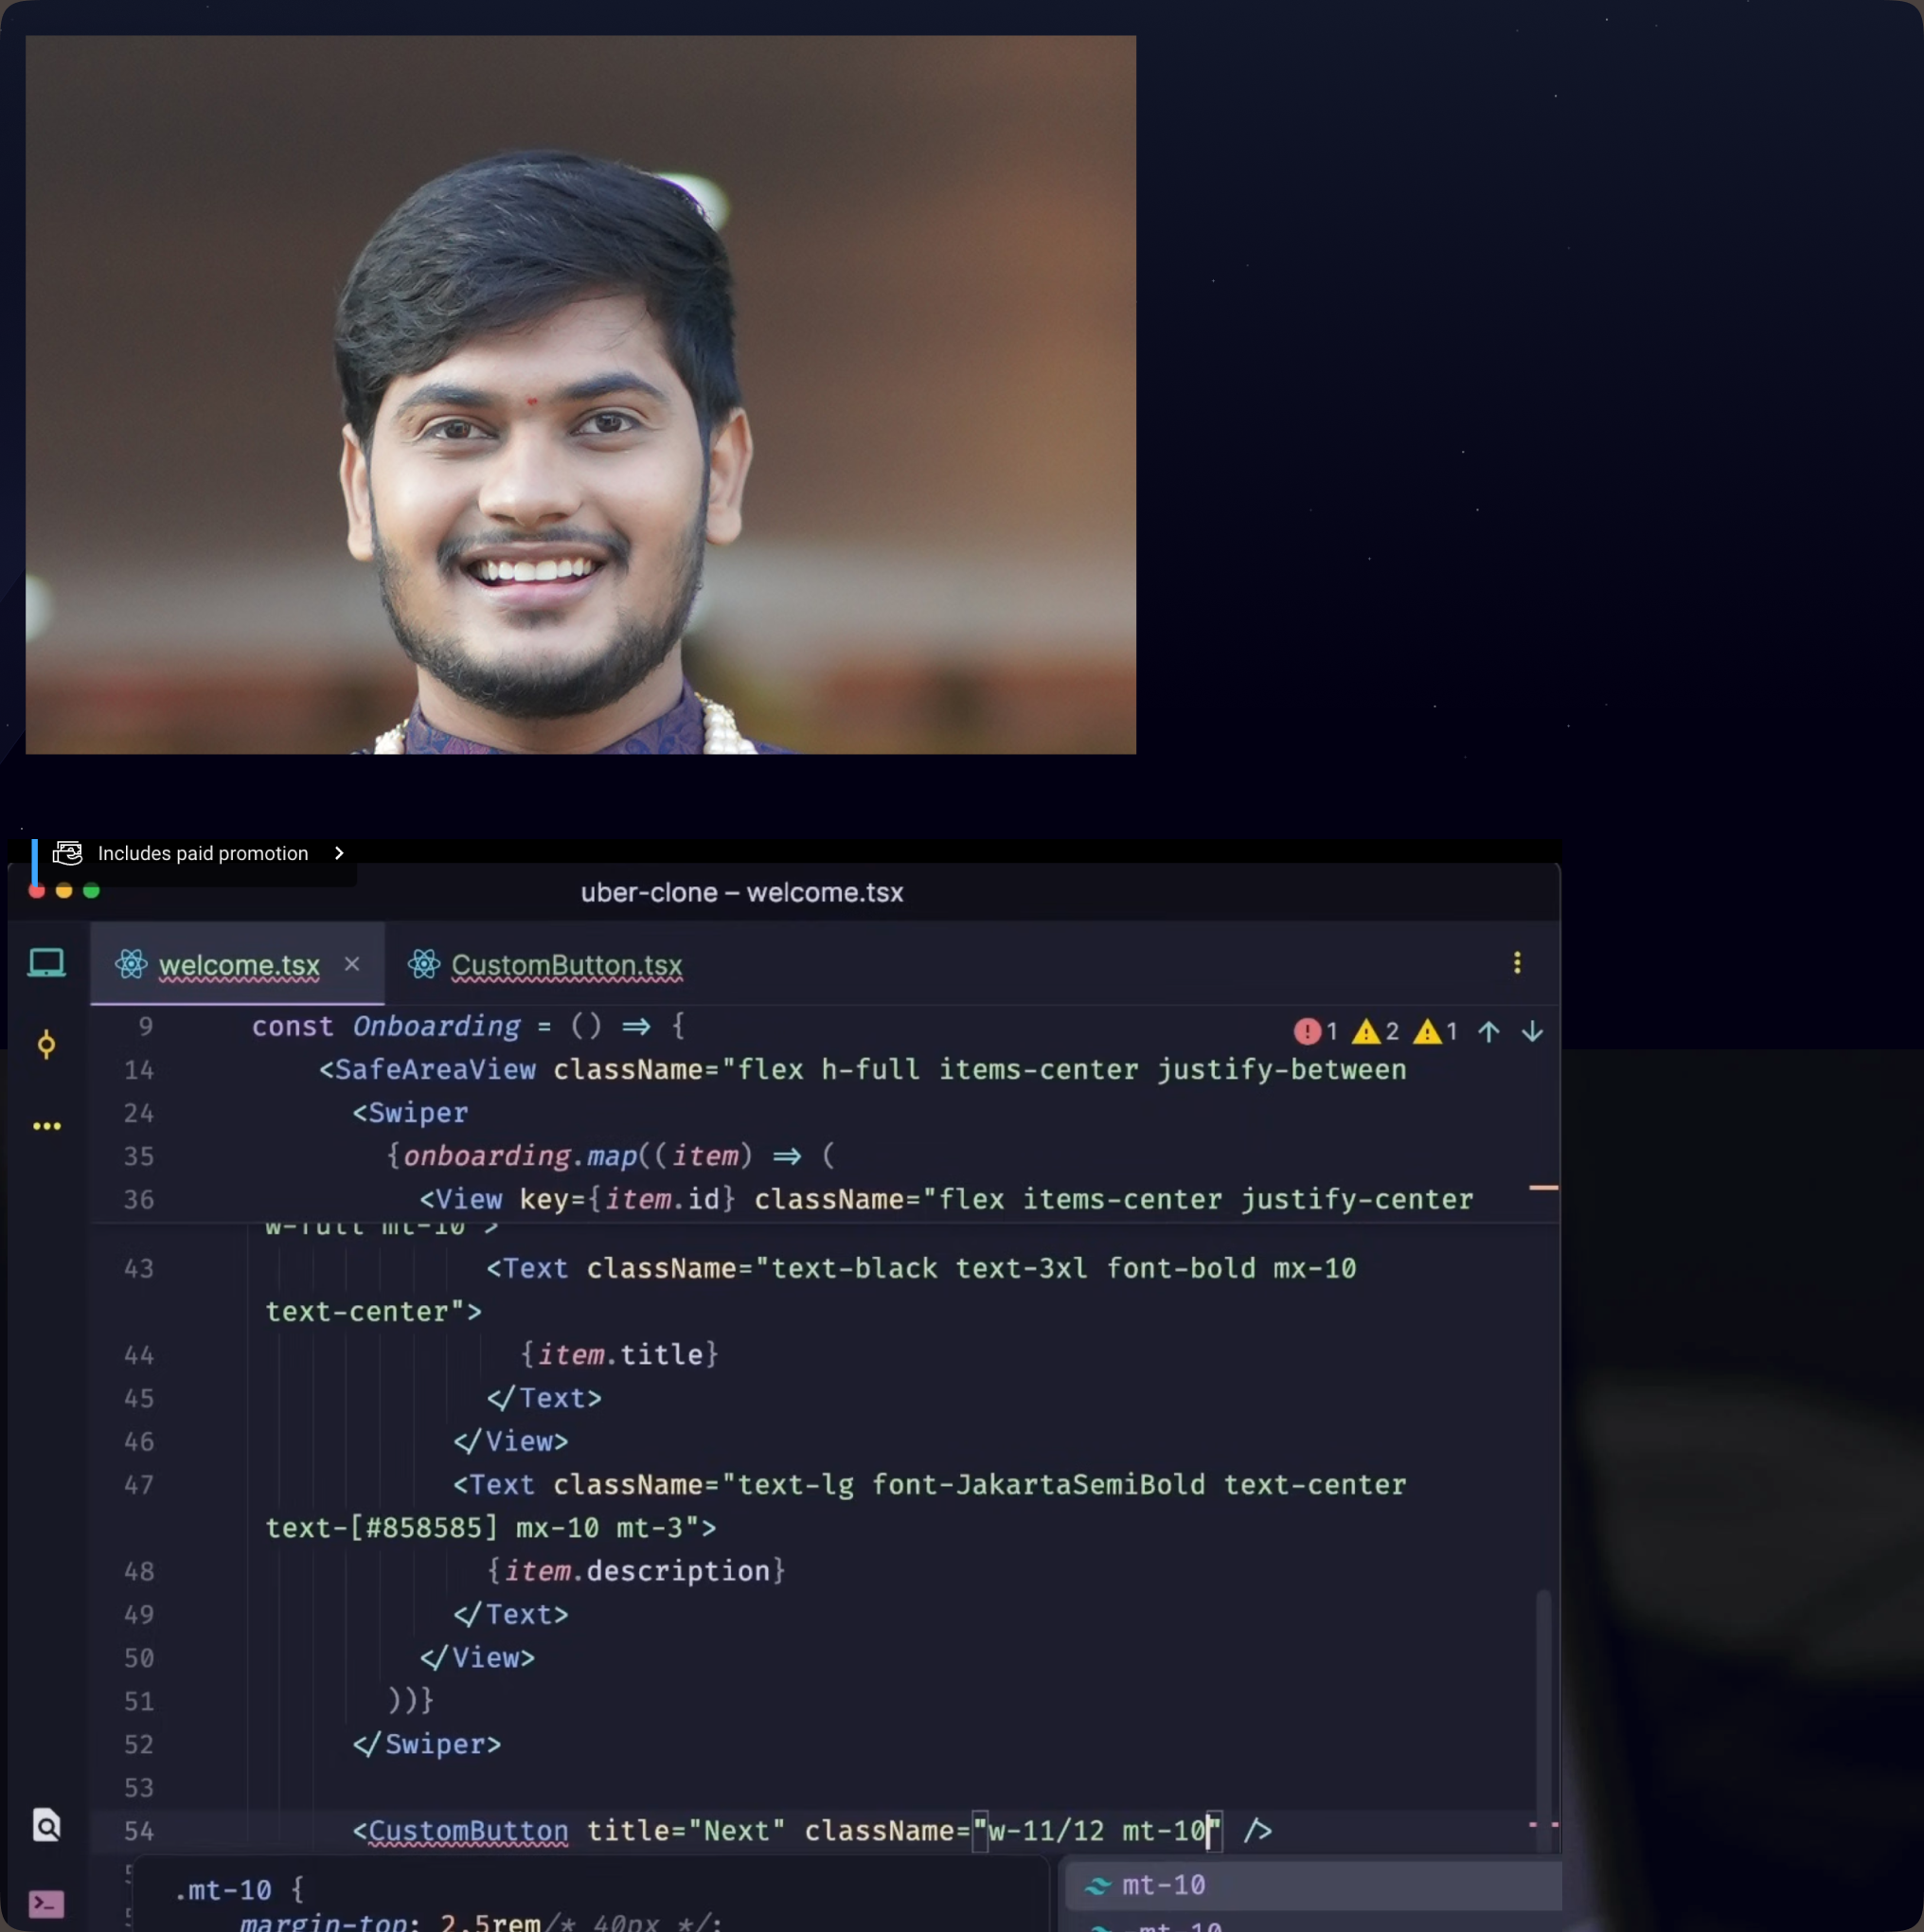 Includes paid promotion
uber-clone – welcome.tsx
welcome.tsx
CustomButton.tsx
9 const Onboarding = () => {
1 2 1
14 <SafeAreaView className="flex h-full items-center justify-between
24 <Swiper
35 {onboarding.map((item) => (
36 <View key={item.id} className="flex items-center justify-center
w-full mt-10">
43 <Text className="text-black text-3xl font-bold mx-10
text-center">
44 {item.title}
45 </Text>
46 </View>
47 <Text className="text-lg font-JakartaSemiBold text-center
text-[#858585] mx-10 mt-3">
48 {item.description}
49 </Text>
50 </View>
51 ))}
52 </Swiper>
53
54 <CustomButton title="Next" className="w-11/12 mt-10" />
.mt-10 {
margin-top: 2.5rem/* 40px */;
mt-10
-mt-10